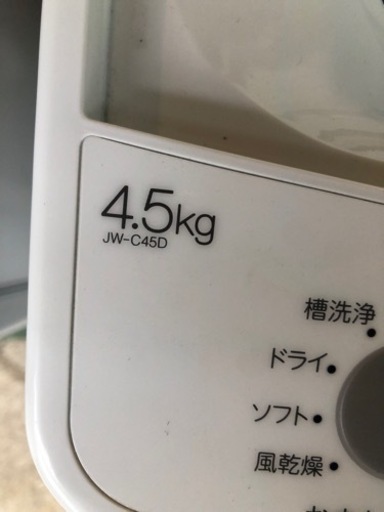 4.5kg
JW-C45D
槽洗浄
ドライ
ソフト
風乾燥